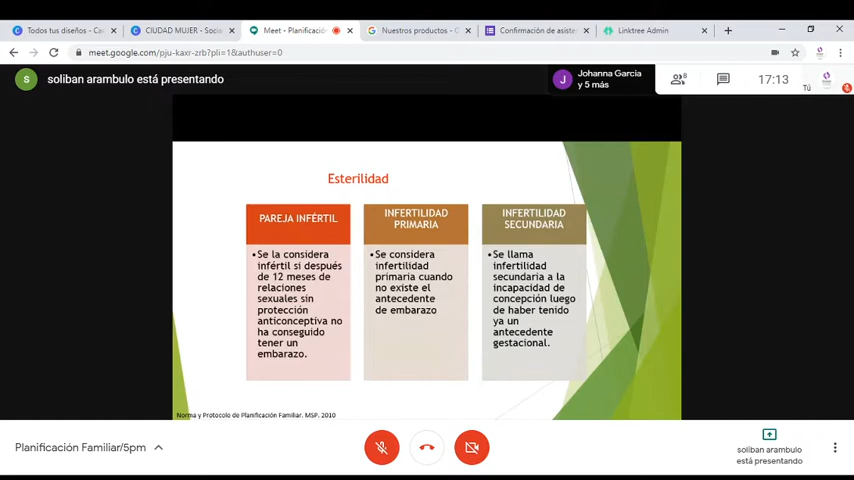 Todos tus diseños - Ca
CIUDAD MUJER - Socia
Meet - Planificació
Nuestros productos - G
Confirmación de asiste
Linktree Admin
meet.google.com/pju-kaxr-zrb?pli=1&authuser=0
S
soliban arambulo está presentando
J
Johanna Garcia
y 5 más
8
17:13
Tú
Esterilidad
PAREJA INFÉRTIL
•Se la considera
infértil si después
de 12 meses de
relaciones
sexuales sin
protección
anticonceptiva no
ha conseguido
tener un
embarazo.
INFERTILIDAD
PRIMARIA
•Se considera
infertilidad
primaria cuando
no existe el
antecedente
de embarazo
INFERTILIDAD
SECUNDARIA
•Se llama
infertilidad
secundaria a la
incapacidad de
concepción luego
de haber tenido
ya un
antecedente
gestacional.
Norma y Protocolo de Planificación Familiar. MSP. 2010
Planificación Familiar/5pm
soliban arambulo
está presentando